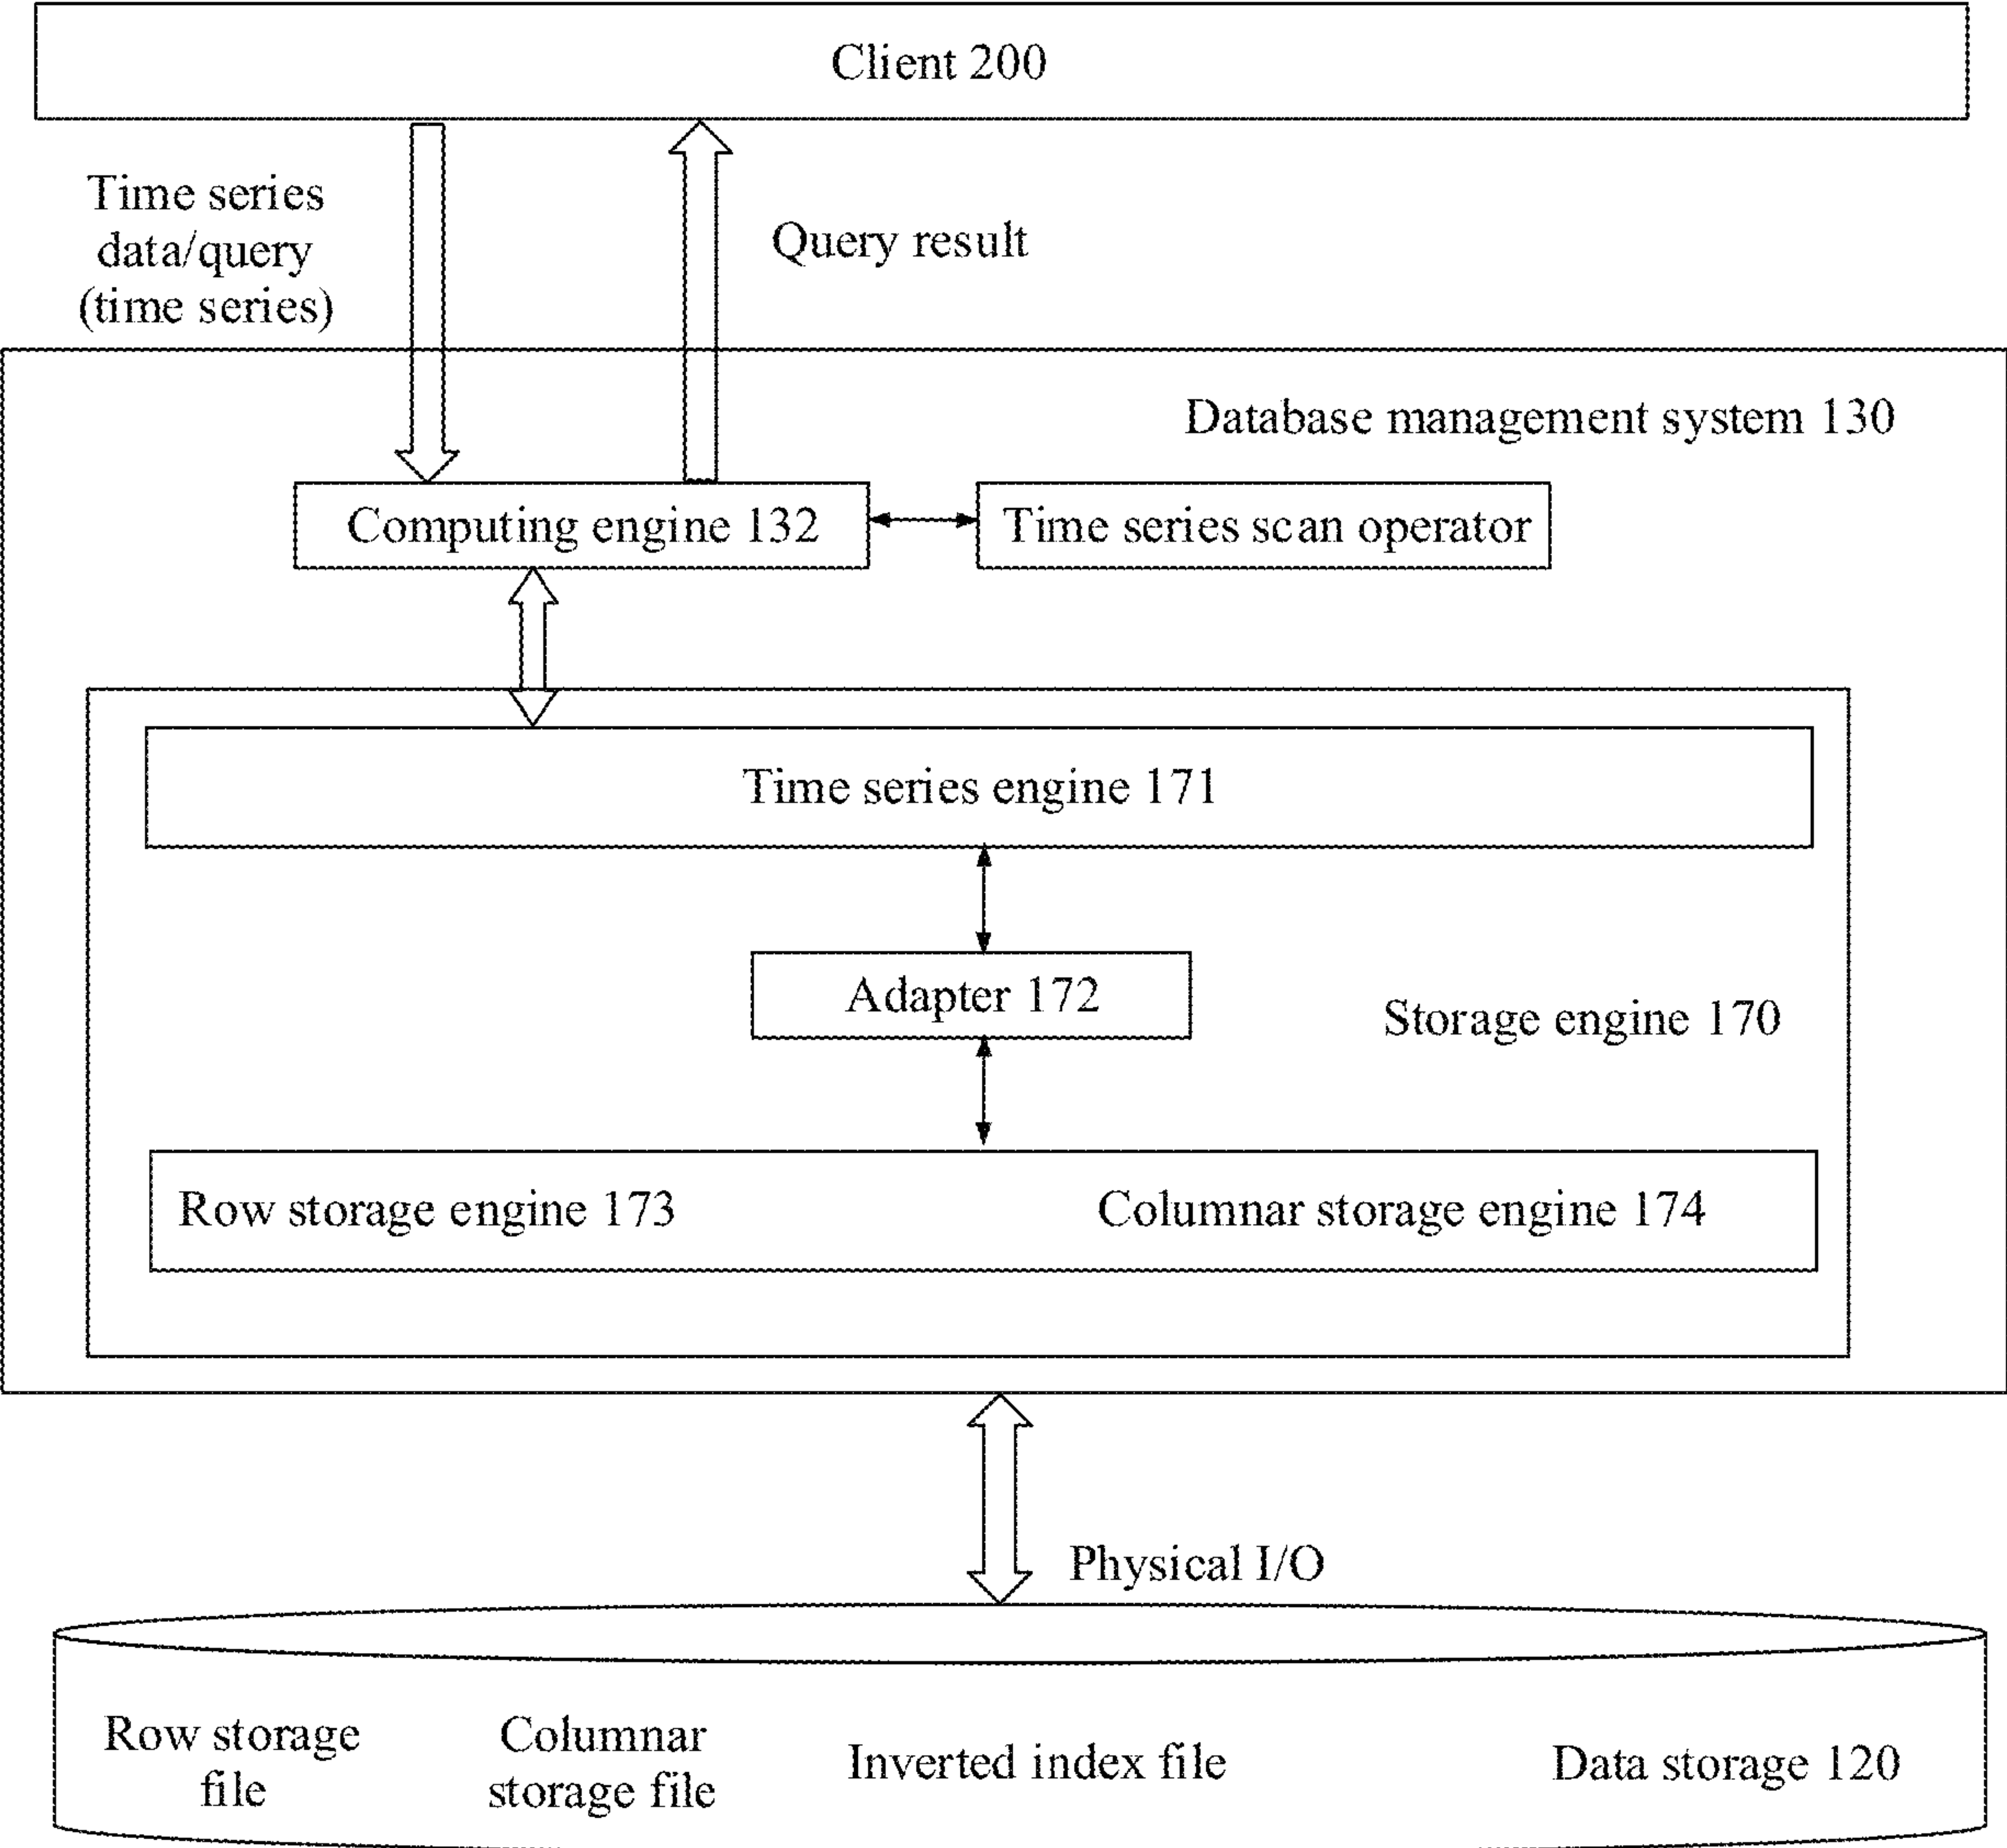 Client 200
Time series
data/query
(time series)
Query result
Database management system 130
Computing engine 132
Time series scan operator
Time series engine 171
Adapter 172
Storage engine 170
Row storage engine 173
Columnar storage engine 174
Physical I/O
Row storage
file
Columnar
storage file
Inverted index file
Data storage 120